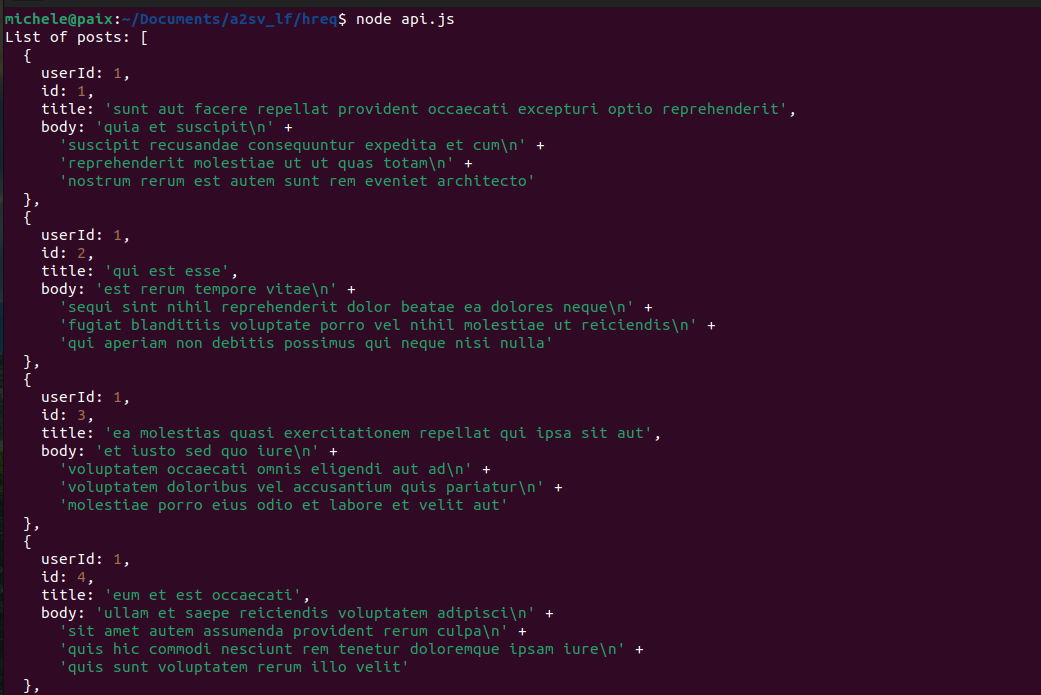 michele@paix:~/Documents/a2sv_lf/hreq$ node api.js
List of posts: [
  {
    userId: 1,
    id: 1,
    title: 'sunt aut facere repellat provident occaecati excepturi optio reprehenderit',
    body: 'quia et suscipit\n' +
      'suscipit recusandae consequuntur expedita et cum\n' +
      'reprehenderit molestiae ut ut quas totam\n' +
      'nostrum rerum est autem sunt rem eveniet architecto'
  },
  {
    userId: 1,
    id: 2,
    title: 'qui est esse',
    body: 'est rerum tempore vitae\n' +
      'sequi sint nihil reprehenderit dolor beatae ea dolores neque\n' +
      'fugiat blanditiis voluptate porro vel nihil molestiae ut reiciendis\n' +
      'qui aperiam non debitis possimus qui neque nisi nulla'
  },
  {
    userId: 1,
    id: 3,
    title: 'ea molestias quasi exercitationem repellat qui ipsa sit aut',
    body: 'et iusto sed quo iure\n' +
      'voluptatem occaecati omnis eligendi aut ad\n' +
      'voluptatem doloribus vel accusantium quis pariatur\n' +
      'molestiae porro eius odio et labore et velit aut'
  },
  {
    userId: 1,
    id: 4,
    title: 'eum et est occaecati',
    body: 'ullam et saepe reiciendis voluptatem adipisci\n' +
      'sit amet autem assumenda provident rerum culpa\n' +
      'quis hic commodi nesciunt rem tenetur doloremque ipsam iure\n' +
      'quis sunt voluptatem rerum illo velit'
  },